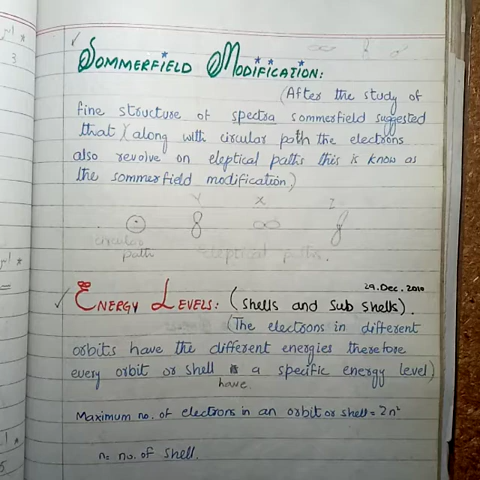 SOMMERFIELD MODIFICATION:
(After the study of
fine structure of spectra sommerfield suggested
that)(along with circular path the electrons
also revolve on eleptical paths this is know as
the sommerfield modification)
Y X Z
circular
path
eleptical paths.
29. Dec. 2010
ENERGY LEVELS: (shells and sub shells).
(The electrons in different
orbits have the different energies therefore
every orbit or shell a specific energy level)
have.
Maximum no. of electrons in an orbit or shell = 2n²
n= no. of shell.
3